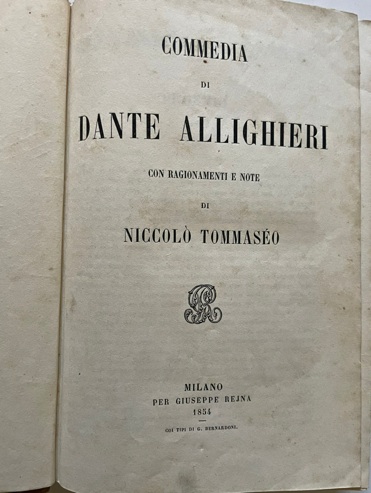 COMMEDIA
DI
DANTE ALLIGHIERI
CON RAGIONAMENTI E NOTE
DI
NICCOLÒ TOMMASÉO
MILANO
PER GIUSEPPE REJNA
1854
COI TIPI DI G. BERNARDONI.